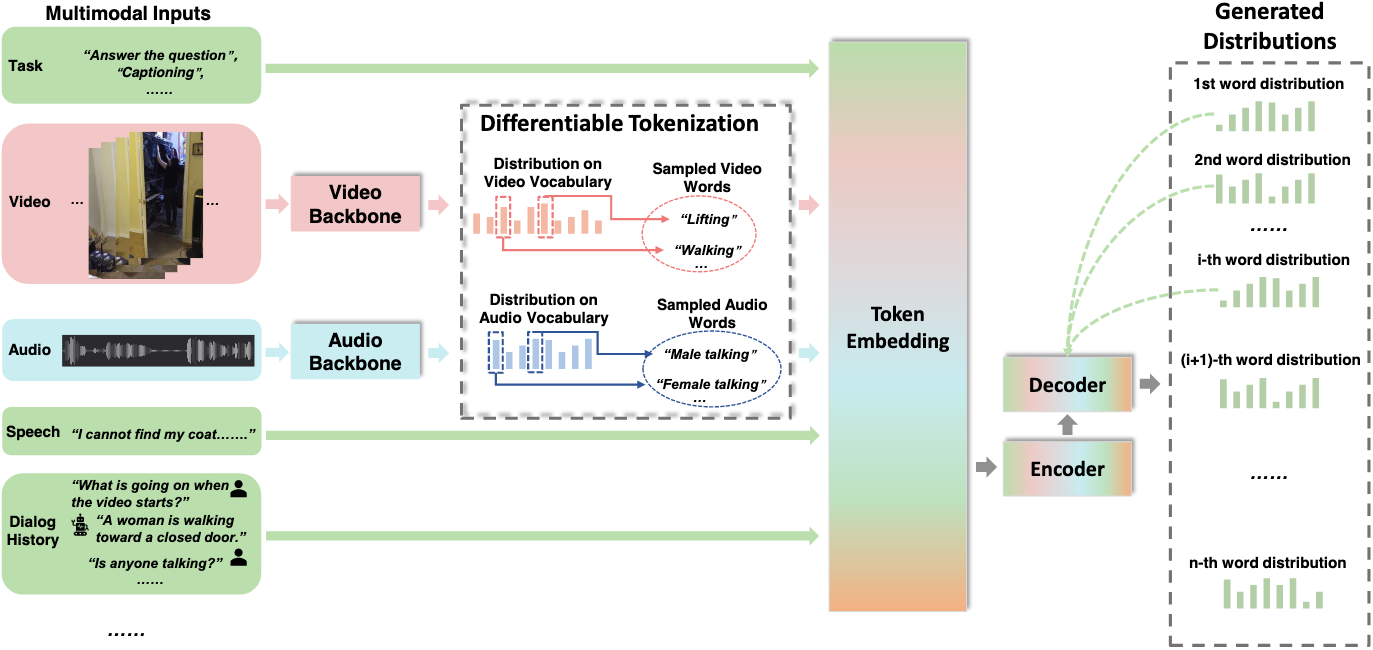 Multimodal Inputs
Task
“Answer the question”,
“Captioning”,
……
Video
...
...
Audio
Speech
“I cannot find my coat…….”
Dialog
History
“What is going on when
the video starts?”
“A woman is walking
toward a closed door.”
“Is anyone talking?”
……
……
Video
Backbone
Audio
Backbone
Differentiable Tokenization
Distribution on
Video Vocabulary
Sampled Video
Words
“Lifting”
“Walking”
...
Distribution on
Audio Vocabulary
Sampled Audio
Words
“Male talking”
“Female talking”
...
Token
Embedding
Decoder
Encoder
Generated
Distributions
1st word distribution
2nd word distribution
……
i-th word distribution
(i+1)-th word distribution
……
n-th word distribution